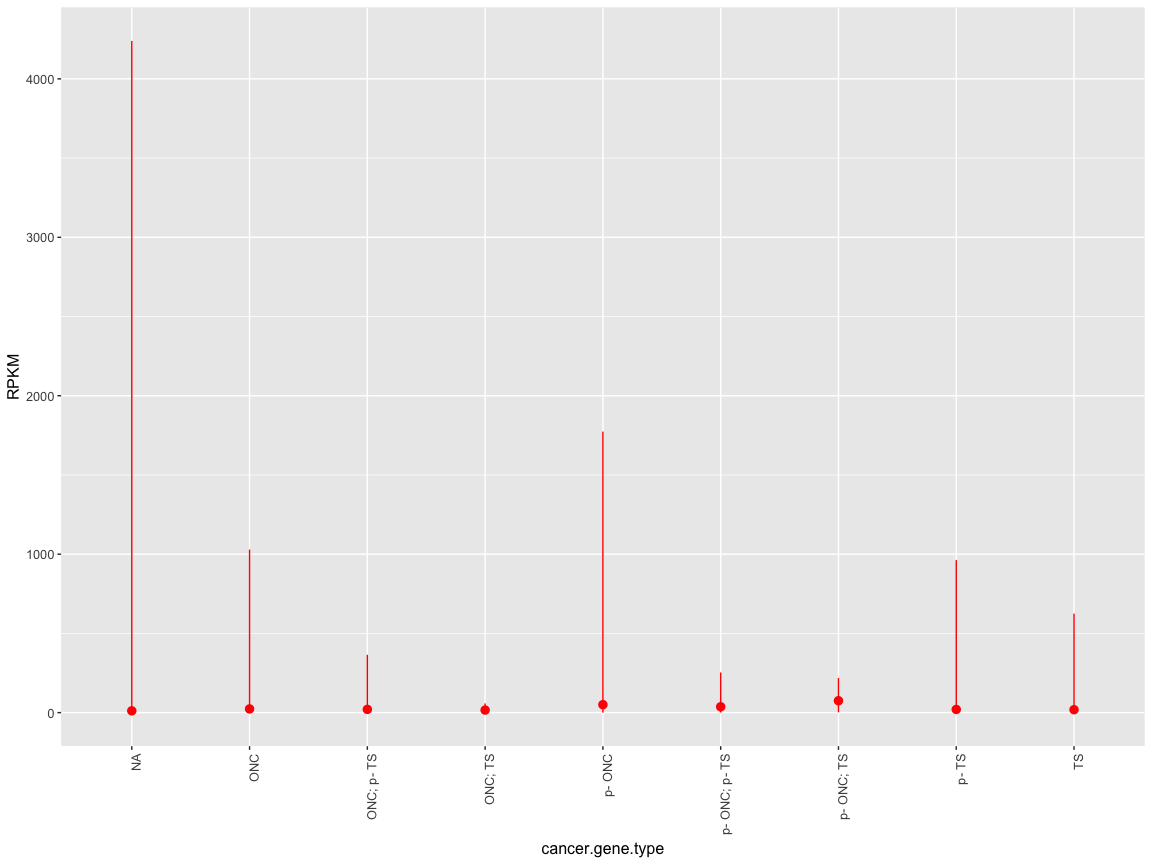 4000
3000
2000
1000
0
RPKM
NA
ONC
ONC; p- TS
ONC; TS
p- ONC
p- ONC; p- TS
p- ONC; TS
p- TS
TS
cancer.gene.type